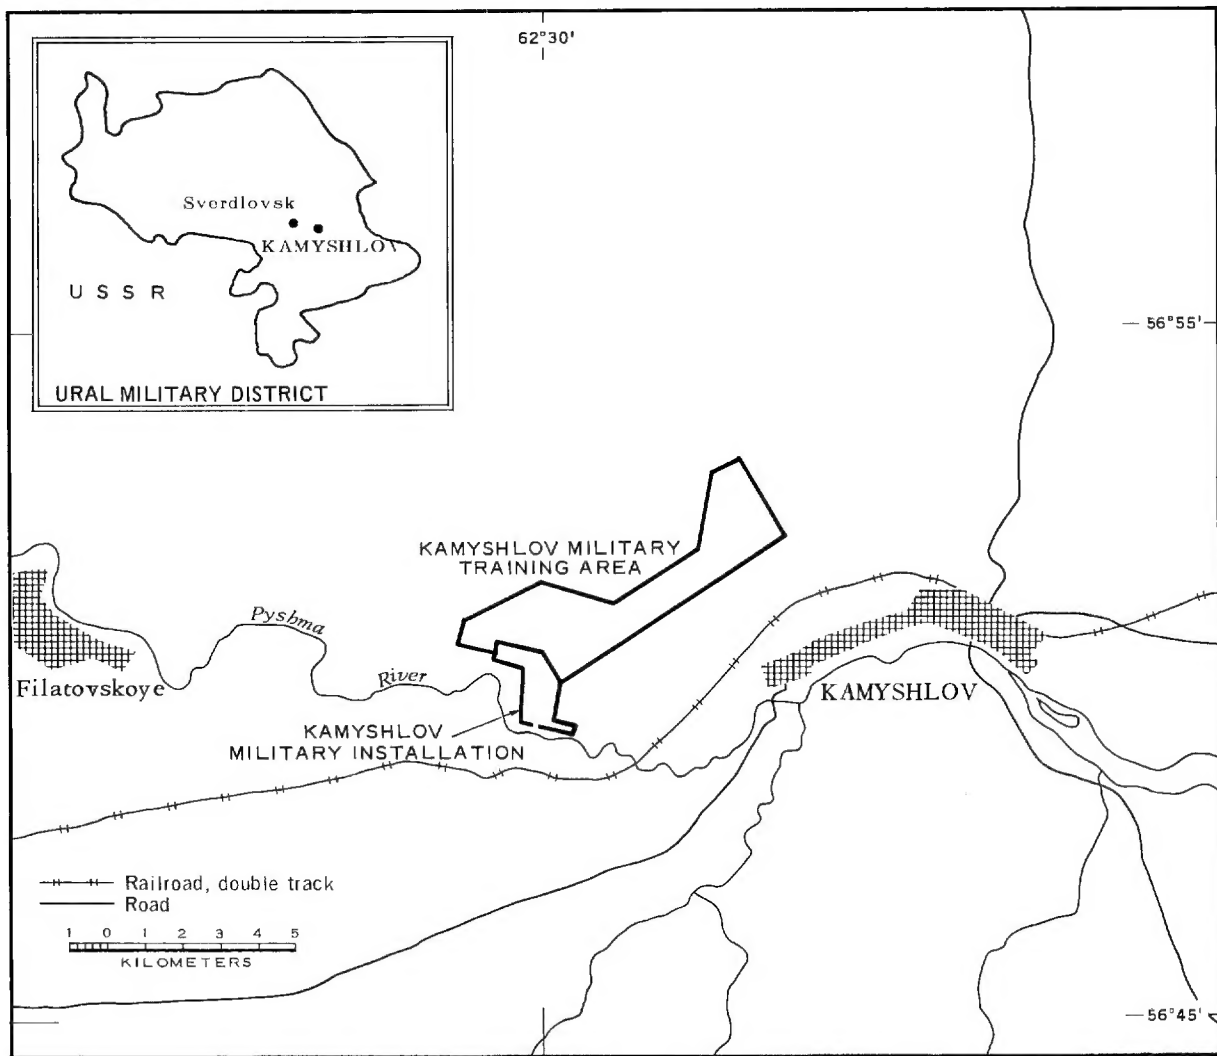 62°30'
Sverdlovsk
KAMYSHLOV
U S S R
URAL MILITARY DISTRICT
56°55'
KAMYSHLOV MILITARY
TRAINING AREA
Pyshma
River
Filatovskoye
KAMYSHLOV
KAMYSHLOV
MILITARY INSTALLATION
Railroad, double track
Road
1 0 1 2 3 4 5
KILOMETERS
56°45'